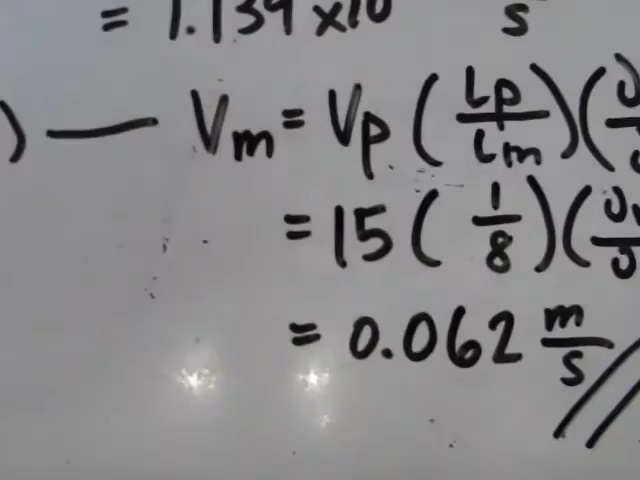 = 1.139 x10 s
) — Vm = Vp (Lp/Lm)(
= 15 (1/8)(
= 0.062 m/s //